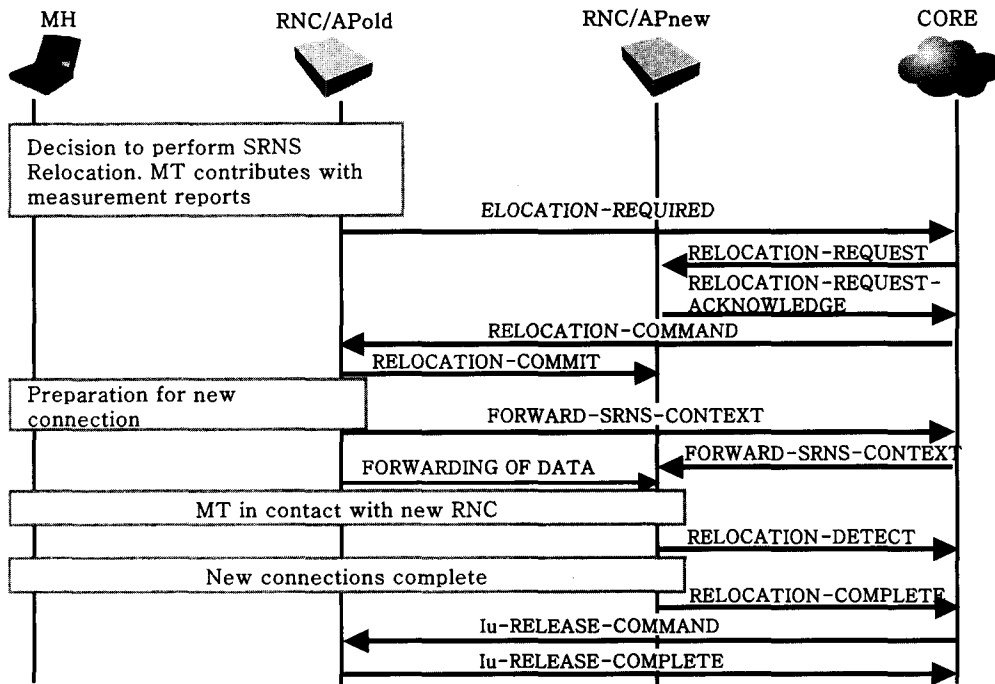 MH
RNC/APold
RNC/APnew
CORE
Decision to perform SRNS
Relocation. MT contributes with
measurement reports
ELOCATION-REQUIRED
RELOCATION-REQUEST
RELOCATION-REQUEST-
ACKNOWLEDGE
RELOCATION-COMMAND
RELOCATION-COMMIT
Preparation for new
connection
FORWARD-SRNS-CONTEXT
FORWARD-SRNS-CONTEXT
FORWARDING OF DATA
MT in contact with new RNC
RELOCATION-DETECT
New connections complete
RELOCATION-COMPLETE
Iu-RELEASE-COMMAND
Iu-RELEASE-COMPLETE